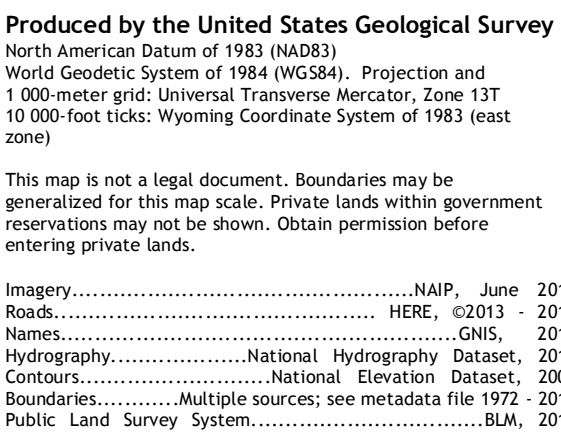 Produced by the United States Geological Survey
North American Datum of 1983 (NAD83)
World Geodetic System of 1984 (WGS84). Projection and
1 000-meter grid: Universal Transverse Mercator, Zone 13T
10 000-foot ticks: Wyoming Coordinate System of 1983 (east
zone)
This map is not a legal document. Boundaries may be
generalized for this map scale. Private lands within government
reservations may not be shown. Obtain permission before
entering private lands.
Imagery.............................................NAIP, June
Roads.......................................... HERE, ©2013 -
Names....................................................GNIS,
Hydrography.....................National Hydrography Dataset,
Contours.........................National Elevation Dataset,
Boundaries...........Multiple sources; see metadata file 1972 -
Public Land Survey System..............................BLM,